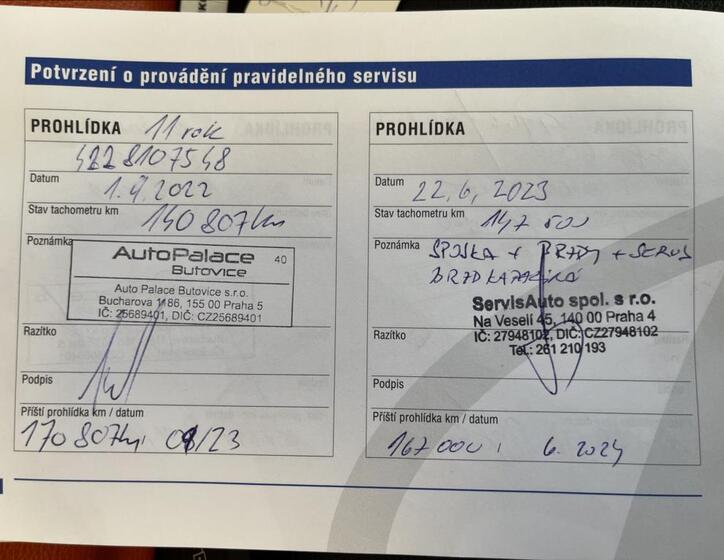 Potvrzení o provádění pravidelného servisu
PROHLÍDKA 11 rok
4228107548
Datum 1.4.2022
Stav tachometru km 140 807 km
Poznámka
AutoPalace 40
Butovice
Auto Palace Butovice s.r.o.
Bucharova 1186, 155 00 Praha 5
IČ: 25689401, DIČ: CZ25689401
Razítko
Podpis
Příští prohlídka km / datum
170 807 km, 04/23
PROHLÍDKA
Datum 22.6.2023
Stav tachometru km 147 500
Poznámka SPOJKA + BRZDY + SERVIS
ServisAuto spol. s r.o.
Na Veselí 45, 140 00 Praha 4
IČ: 27948102, DIČ: CZ27948102
Tel.: 261 210 193
Razítko
Podpis
Příští prohlídka km / datum
167 000 , 6. 2024